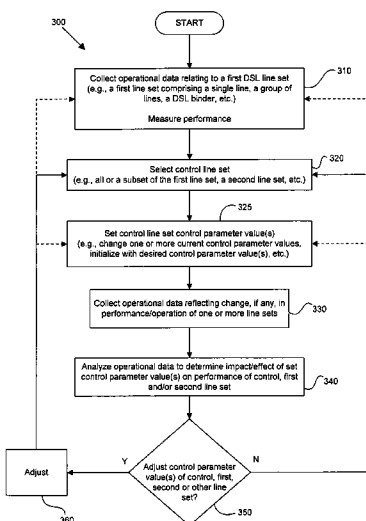 300
START
Collect operational data relating to a first DSL line set
(e.g., a first line set comprising a single line, a group of
lines, a DSL binder, etc.)
Measure performance
310
Select control line set
(e.g., all or a subset of the first line set, a second line set, etc.)
320
325
Set control line set control parameter value(s)
(e.g., change one or more current control parameter values,
initialize with desired control parameter value(s), etc.)
Collect operational data reflecting change, if any, in
performance/operation of one or more line sets
330
Analyze operational data to determine impact/effect of set
control parameter value(s) on performance of control, first
and/or second line set
340
Adjust
Y
Adjust control parameter
value(s) of control, first,
second or other line
set?
N
360
350